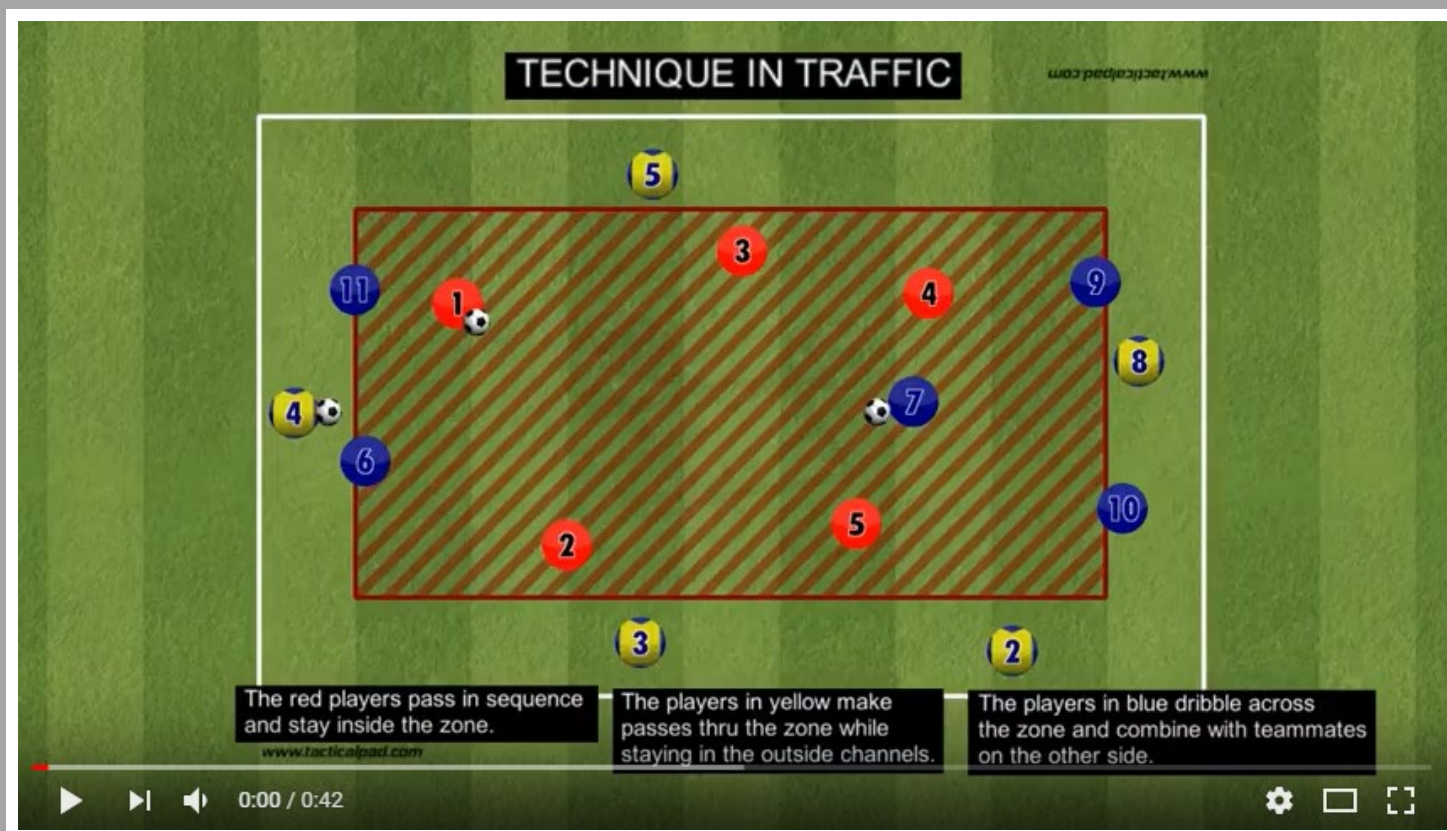 TECHNIQUE IN TRAFFIC
www.tacticalpad.com
5
3
11
1
4
9
8
4
7
6
10
5
2
3
2
The red players pass in sequence
and stay inside the zone.
The players in yellow make
passes thru the zone while
staying in the outside channels.
The players in blue dribble across
the zone and combine with teammates
on the other side.
www.tacticalpad.com
0:00 / 0:42